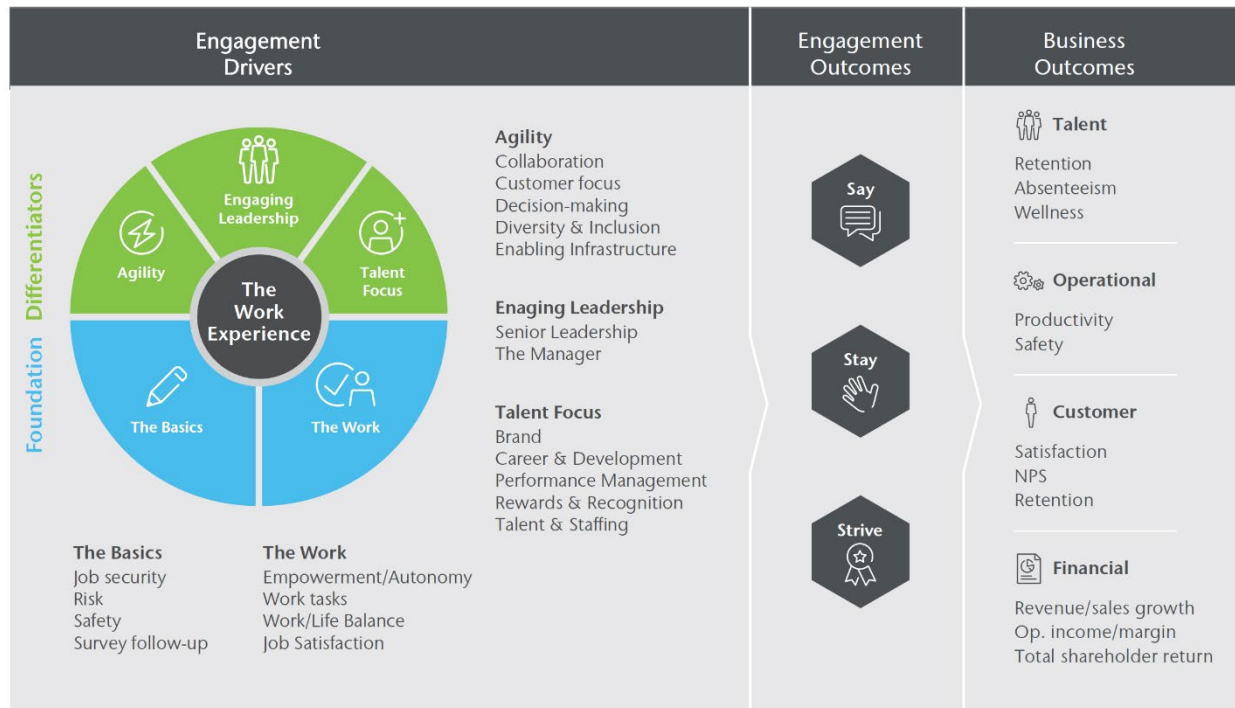 Engagement
Drivers
Engagement
Outcomes
Business
Outcomes
Differentiators
Foundation
Engaging
Leadership
Agility
Talent
Focus
The
Work
Experience
The Basics
The Work
Agility
Collaboration
Customer focus
Decision-making
Diversity & Inclusion
Enabling Infrastructure
Enaging Leadership
Senior Leadership
The Manager
Talent Focus
Brand
Career & Development
Performance Management
Rewards & Recognition
Talent & Staffing
The Basics
Job security
Risk
Safety
Survey follow-up
The Work
Empowerment/Autonomy
Work tasks
Work/Life Balance
Job Satisfaction
Say
Stay
Strive
Talent
Retention
Absenteeism
Wellness
Operational
Productivity
Safety
Customer
Satisfaction
NPS
Retention
Financial
Revenue/sales growth
Op. income/margin
Total shareholder return